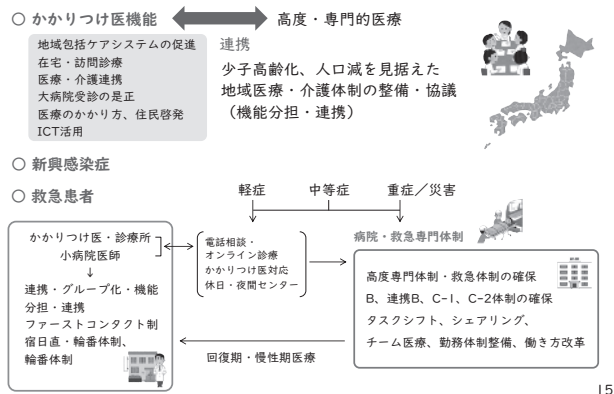 ○ かかりつけ医機能
高度・専門的医療
地域包括ケアシステムの促進
在宅・訪問診療
医療・介護連携
大病院受診の是正
医療のかかり方、住民啓発
ICT活用
連携
少子高齢化、人口減を見据えた
地域医療・介護体制の整備・協議
（機能分担・連携）
○ 新興感染症
○ 救急患者
軽症
中等症
重症／災害
かかりつけ医・診療所
小病院医師
↓
連携・グループ化・機能
分担・連携
ファーストコンタクト制
宿日直・輪番体制、
輪番体制
電話相談・
オンライン診療
かかりつけ医対応
休日・夜間センター
病院・救急専門体制
高度専門体制・救急体制の確保
B、連携B、C-1、C-2体制の確保
タスクシフト、シェアリング、
チーム医療、勤務体制整備、働き方改革
回復期・慢性期医療
15